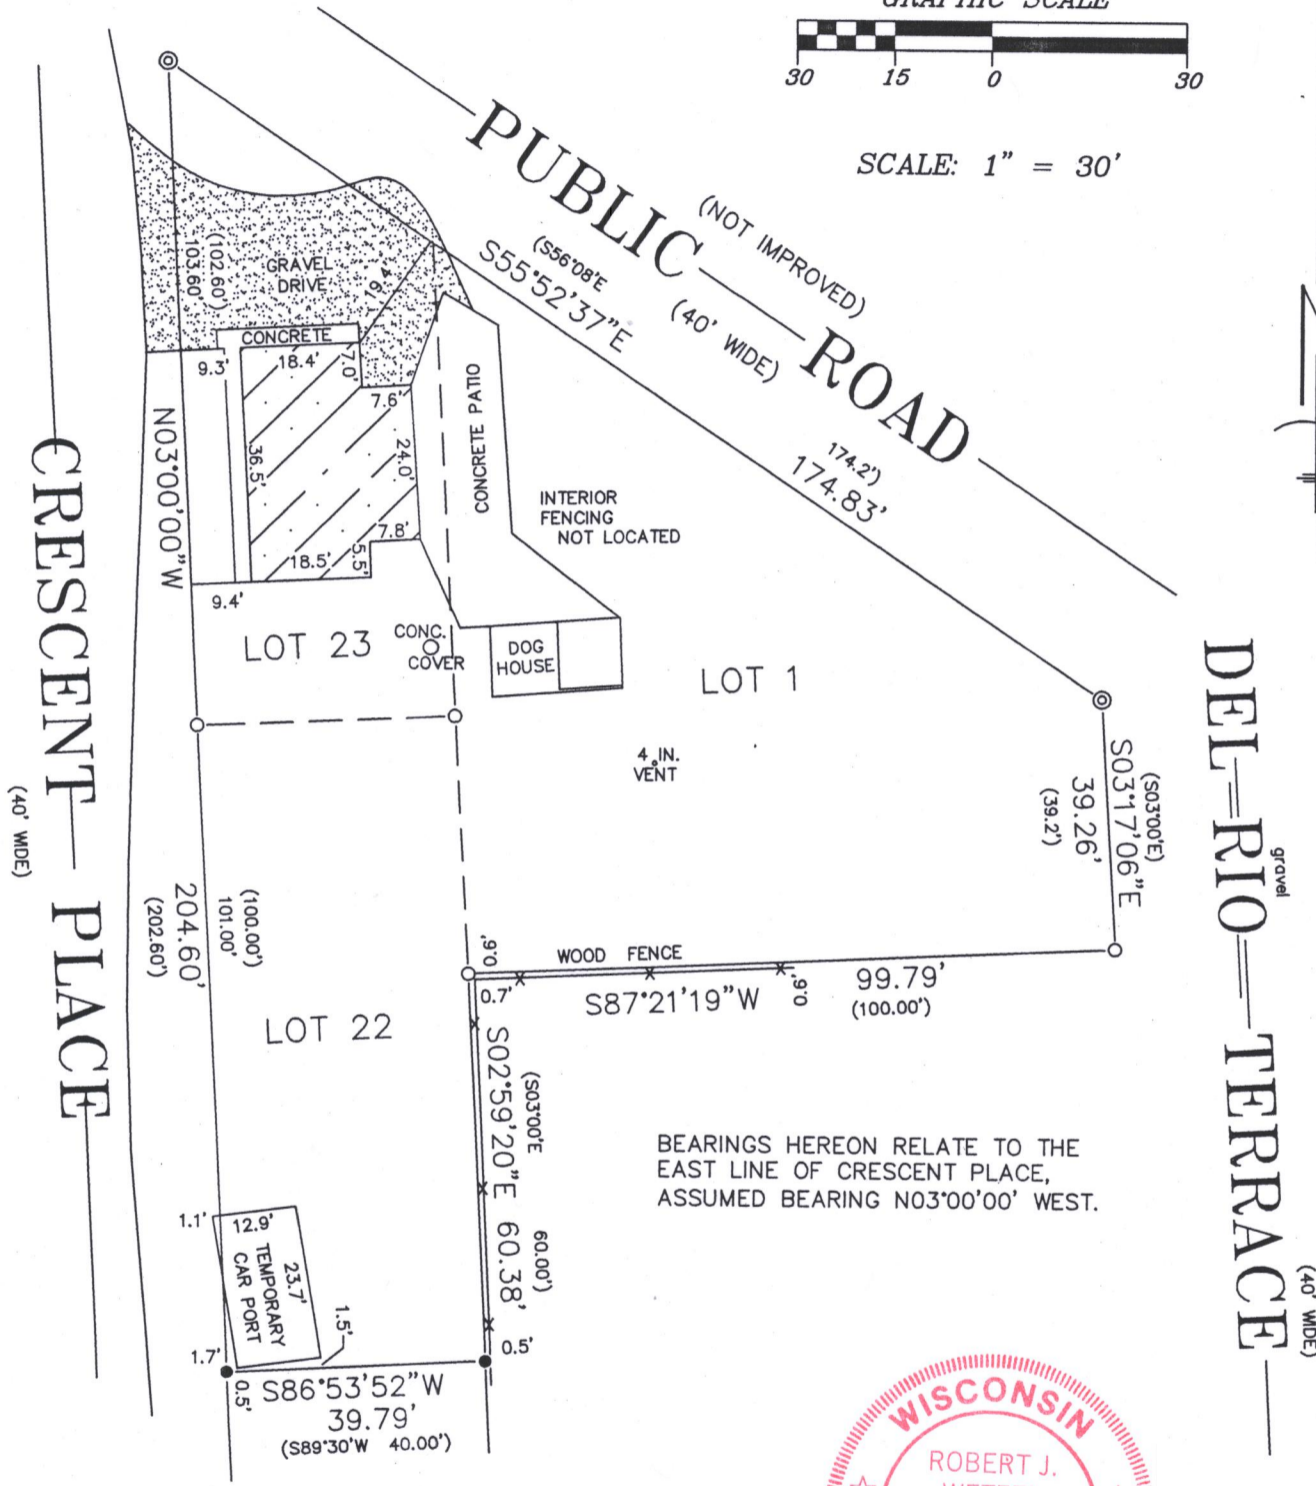 GRAPHIC SCALE
30 15 0 30
SCALE: 1" = 30'
PUBLIC ROAD
(NOT IMPROVED)
(40' WIDE)
(S56°08'E
S55°52'37"E
174.2')
174.83'
(102.60')
103.60'
GRAVEL
DRIVE
19.4'
CONCRETE
9.3'
18.4'
7.0'
7.6'
36.5'
24.0'
7.8'
18.5'
5.5'
9.4'
CONCRETE PATIO
INTERIOR
FENCING
NOT LOCATED
N03°00'00"W
CRESCENT PLACE
(40' WIDE)
LOT 23
CONC.
COVER
DOG
HOUSE
LOT 1
4 IN.
VENT
DEL RIO TERRACE
gravel
(40' WIDE)
(S03°00'E)
S03°17'06"E
39.26'
(39.2')
(100.00')
101.00'
204.60'
(202.60')
0.6'
WOOD FENCE
0.7'
S87°21'19"W
0.6'
99.79'
(100.00')
LOT 22
(S03°00'E 60.00')
S02°59'20"E 60.38'
BEARINGS HEREON RELATE TO THE
EAST LINE OF CRESCENT PLACE,
ASSUMED BEARING N03°00'00' WEST.
1.1'
12.9'
23.7'
TEMPORARY
CAR PORT
1.5'
1.7'
0.5'
0.5'
S86°53'52"W
39.79'
(S89°30'W 40.00')
WISCONSIN
ROBERT J.